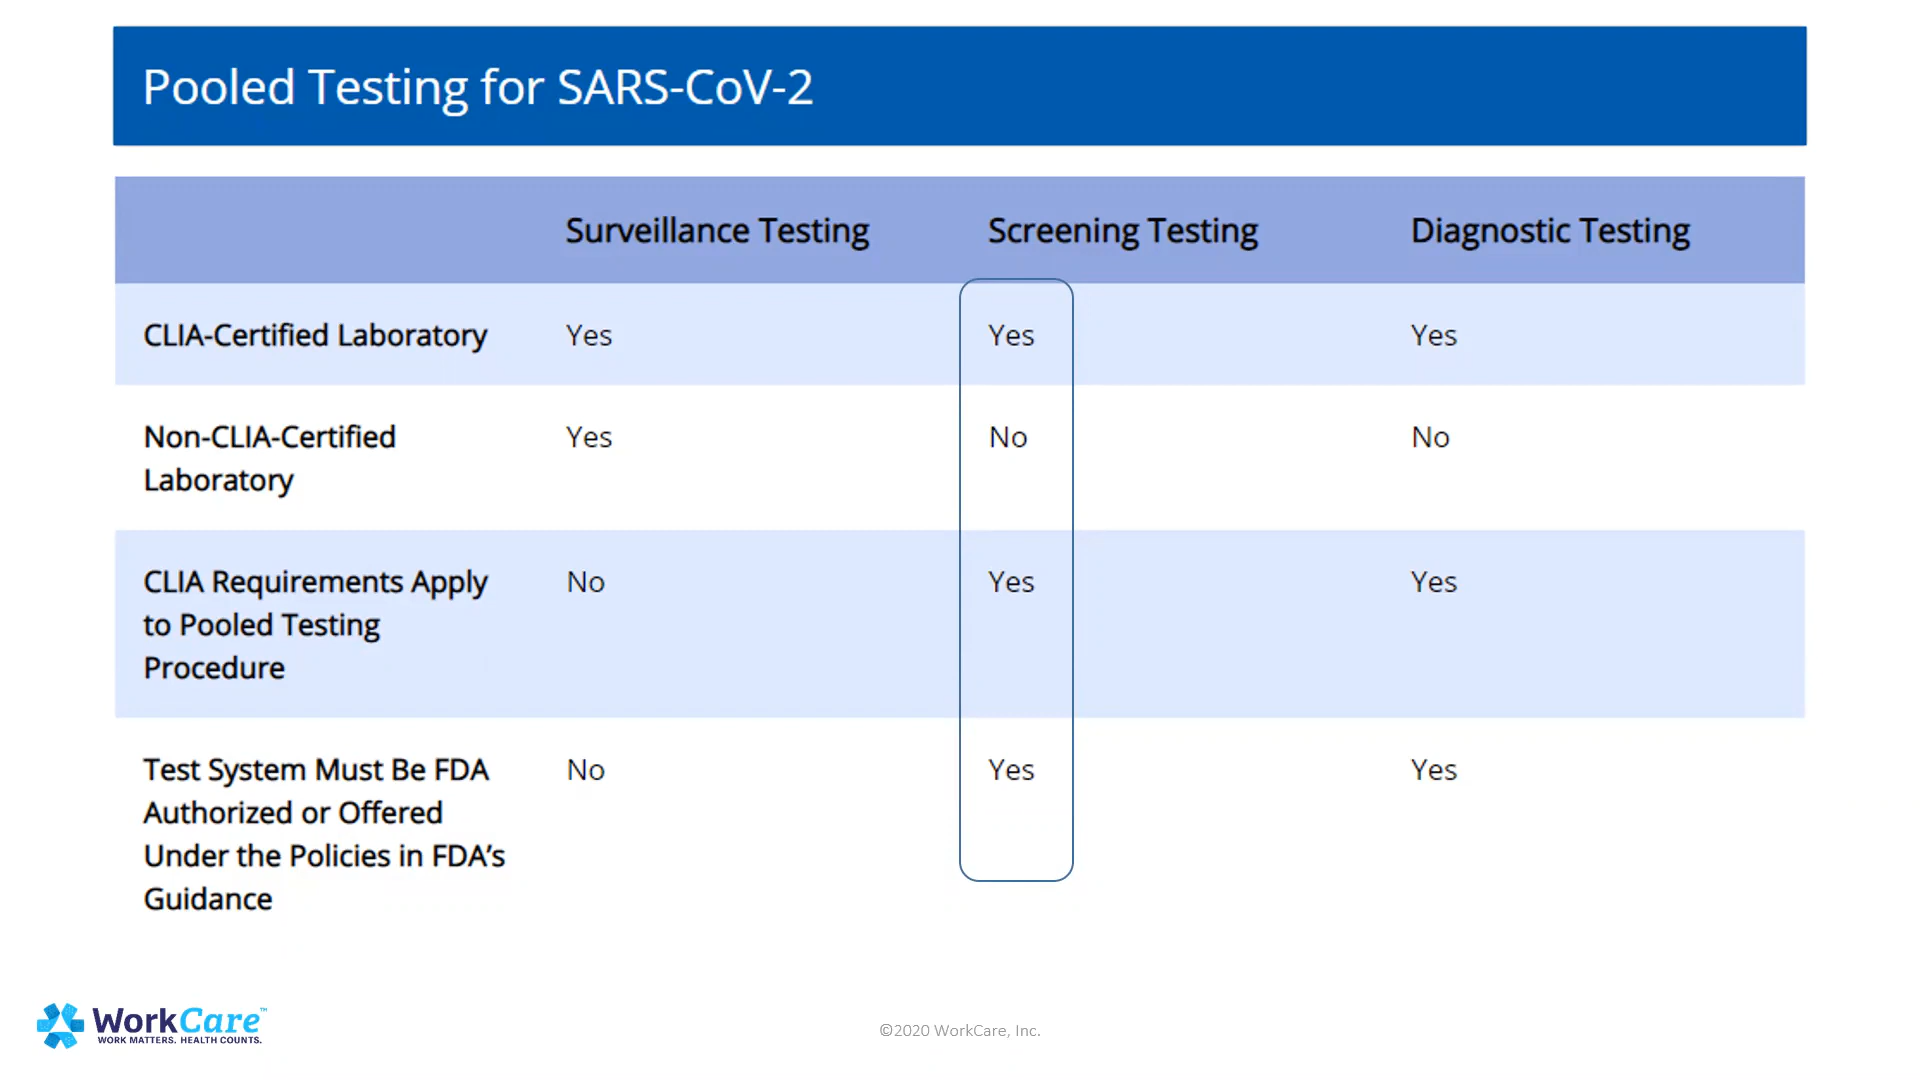 Pooled Testing for SARS-CoV-2
Surveillance Testing Screening Testing Diagnostic Testing
CLIA-Certified Laboratory Yes Yes Yes
Non-CLIA-Certified Yes No No
Laboratory
CLIA Requirements Apply No Yes Yes
to Pooled Testing
Procedure
Test System Must Be FDA No Yes Yes
Authorized or Offered
Under the Policies in FDA’s
Guidance
WorkCare™
WORK MATTERS. HEALTH COUNTS.
©2020 WorkCare, Inc.